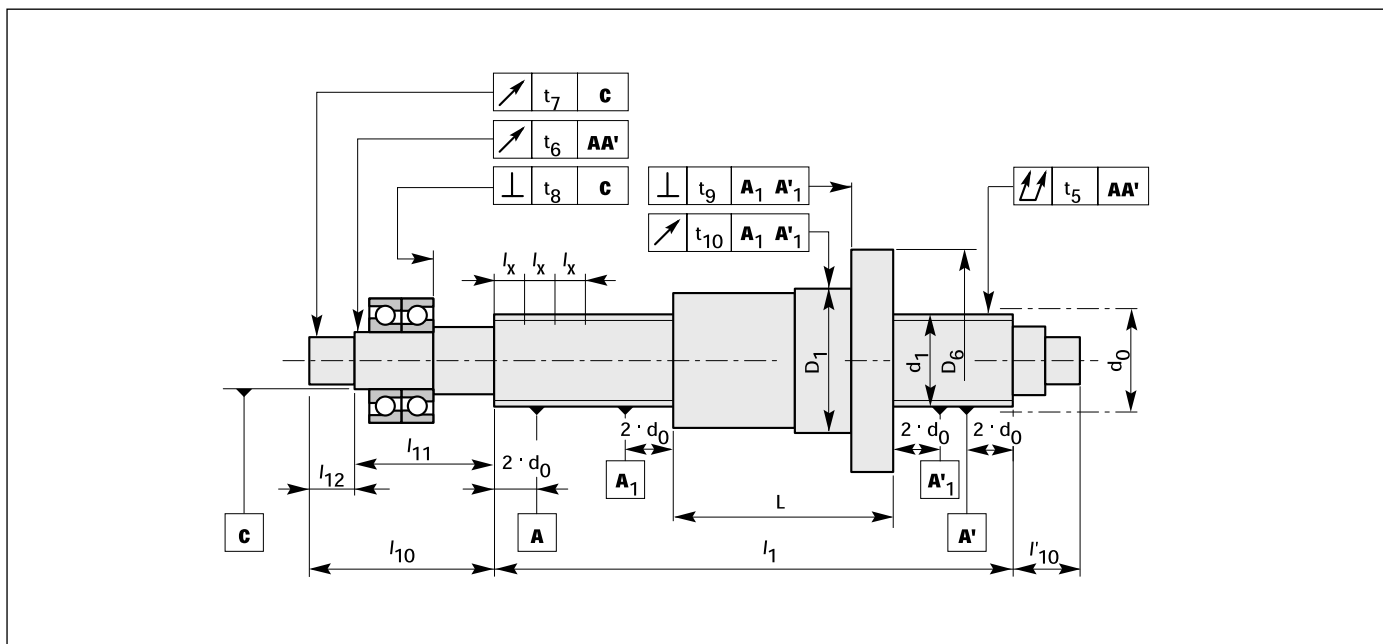 t7 C
t6 AA'
t8 C
t9 A1 A'1
t10 A1 A'1
t5 AA'
lx lx lx
D1
d1
D6
d0
2 · d0
2 · d0
2 · d0
2 · d0
l11
l12
A1
A'1
L
C
A
A'
l10
l1
l'10